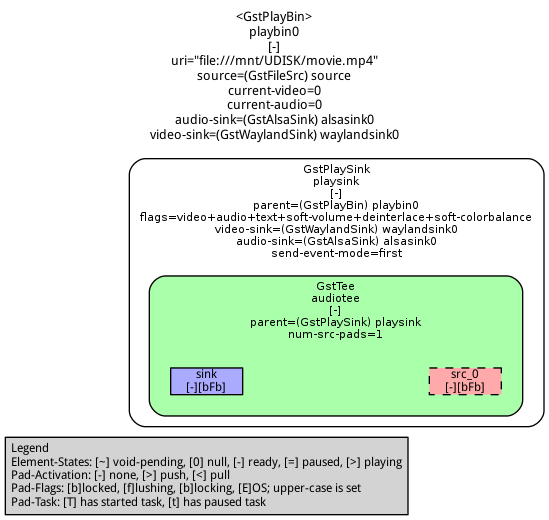 <GstPlayBin>
playbin0
[-]
uri="file:///mnt/UDISK/movie.mp4"
source=(GstFileSrc) source
current-video=0
current-audio=0
audio-sink=(GstAlsaSink) alsasink0
video-sink=(GstWaylandSink) waylandsink0
GstPlaySink
playsink
[-]
parent=(GstPlayBin) playbin0
flags=video+audio+text+soft-volume+deinterlace+soft-colorbalance
video-sink=(GstWaylandSink) waylandsink0
audio-sink=(GstAlsaSink) alsasink0
send-event-mode=first
GstTee
audiotee
[-]
parent=(GstPlaySink) playsink
num-src-pads=1
sink
[-][bFb]
src_0
[-][bFb]
Legend
Element-States: [~] void-pending, [0] null, [-] ready, [=] paused, [>] playing
Pad-Activation: [-] none, [>] push, [<] pull
Pad-Flags: [b]locked, [f]lushing, [b]locking, [E]OS; upper-case is set
Pad-Task: [T] has started task, [t] has paused task